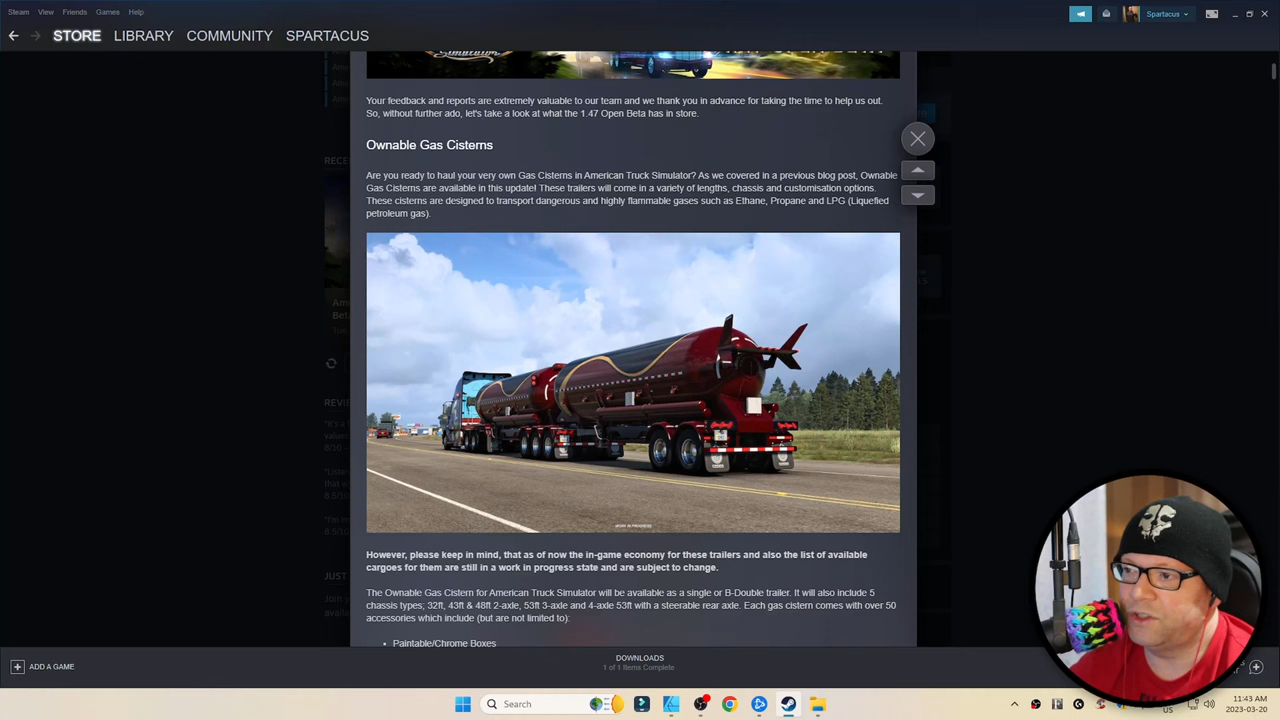 Steam View Friends Games Help
Spartacus
STORE LIBRARY COMMUNITY SPARTACUS
Your feedback and reports are extremely valuable to our team and we thank you in advance for taking the time to help us out.
So, without further ado, let's take a look at what the 1.47 Open Beta has in store.
Ownable Gas Cisterns
Are you ready to haul your very own Gas Cisterns in American Truck Simulator? As we covered in a previous blog post, Ownable
Gas Cisterns are available in this update! These trailers will come in a variety of lengths, chassis and customisation options.
These cisterns are designed to transport dangerous and highly flammable gases such as Ethane, Propane and LPG (Liquefied
petroleum gas).
WORK IN PROGRESS
However, please keep in mind, that as of now the in-game economy for these trailers and also the list of available
cargoes for them are still in a work in progress state and are subject to change.
The Ownable Gas Cistern for American Truck Simulator will be available as a single or B-Double trailer. It will also include 5
chassis types; 32ft, 43ft & 48ft 2-axle, 53ft 3-axle and 4-axle 53ft with a steerable rear axle. Each gas cistern comes with over 50
accessories which include (but are not limited to):
• Paintable/Chrome Boxes
ADD A GAME
DOWNLOADS
1 of 1 Items Complete
Search
US
11:43 AM
2023-03-20